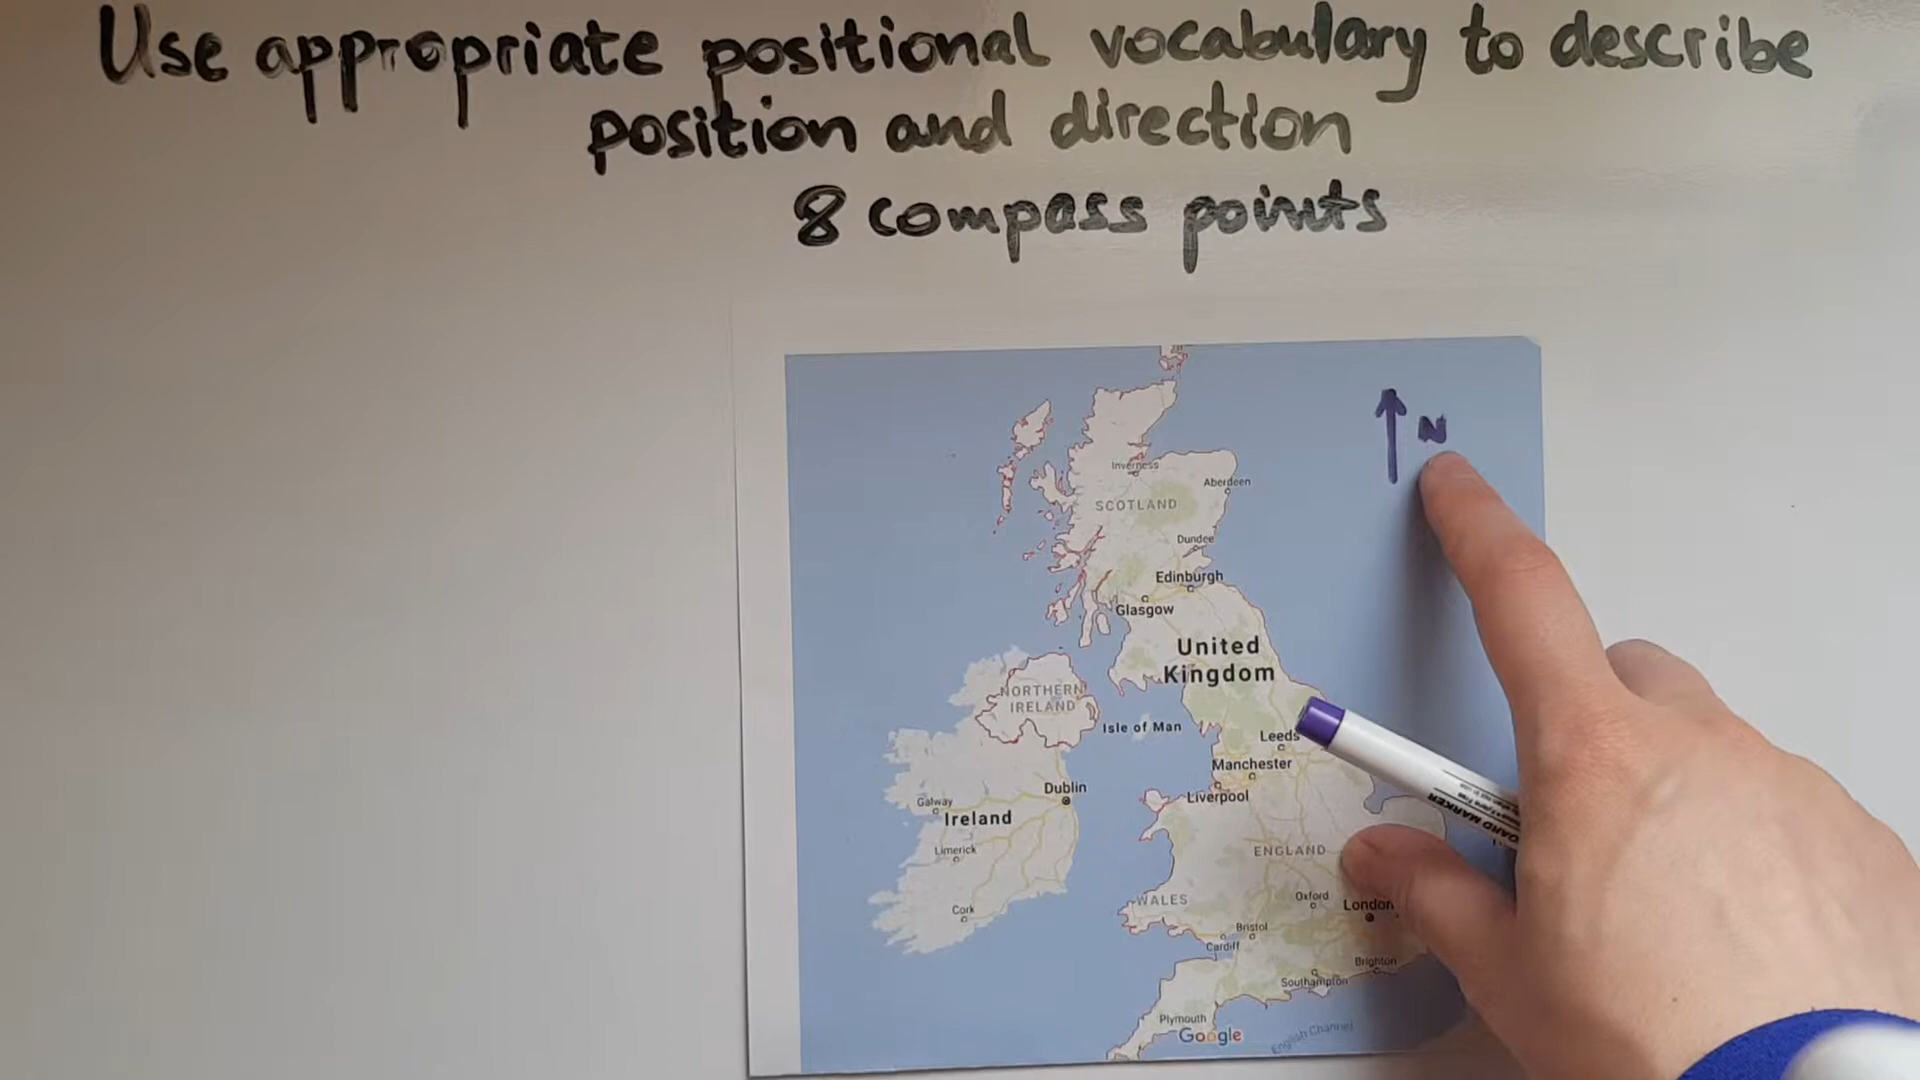 Use appropriate positional vocabulary to describe
position and direction
8 compass points
N
Inverness
Aberdeen
SCOTLAND
Dundee
Edinburgh
Glasgow
United
Kingdom
NORTHERN
IRELAND
Isle of Man
Leeds
Manchester
Dublin
Liverpool
Galway
Ireland
Limerick
ENGLAND
WALES
Oxford
London
Cork
Bristol
Cardiff
Brighton
Southampton
Plymouth
Google
English Channel
BOARD MARKER